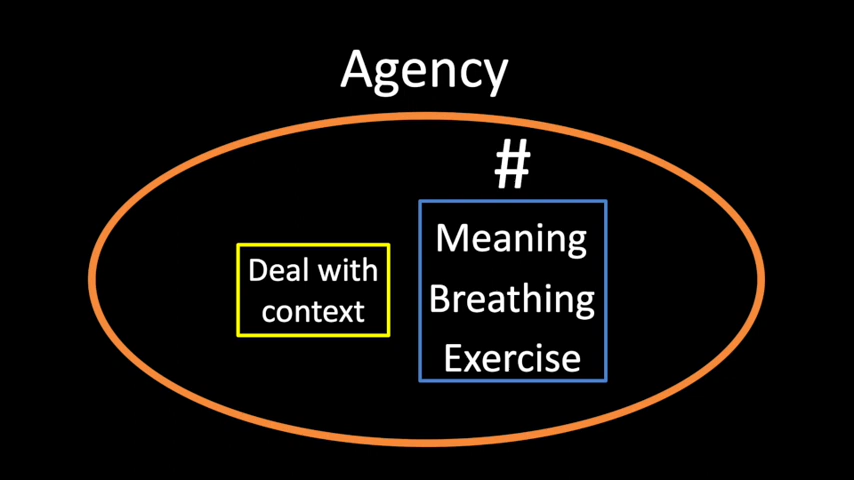 Agency
#
Deal with
context
Meaning
Breathing
Exercise